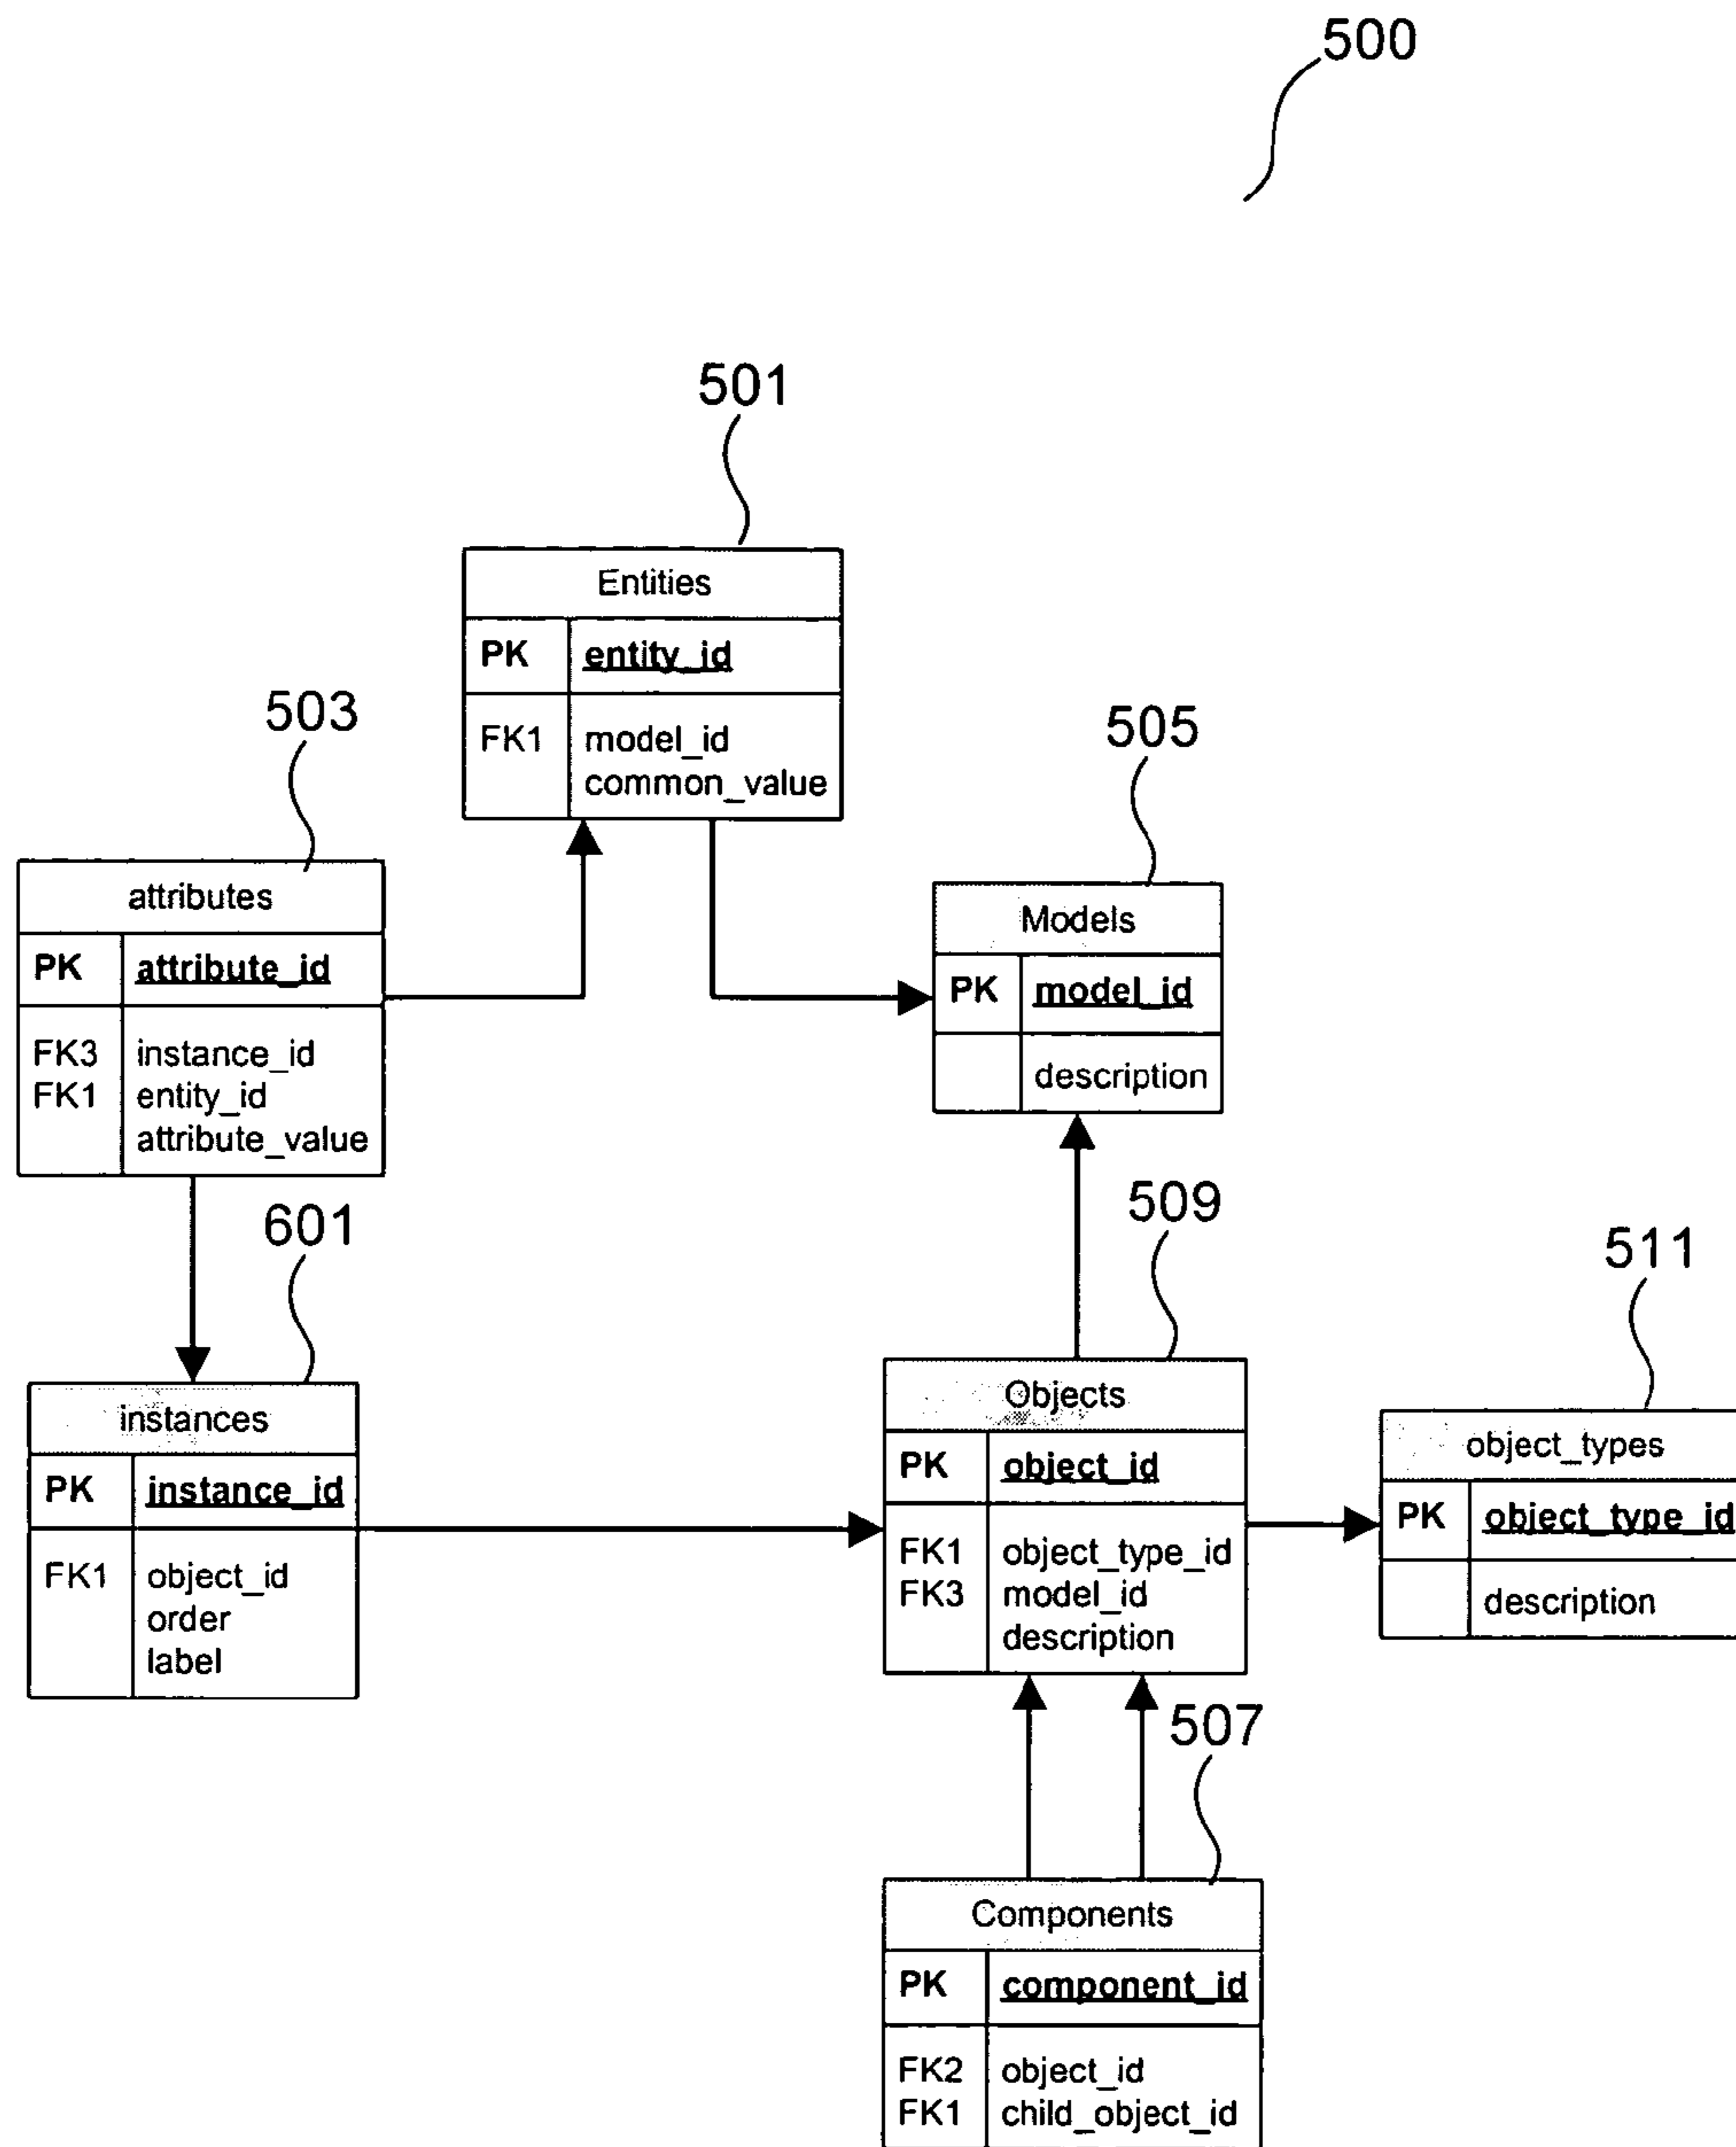 500
501
Entities
PK entity_id
FK1 model_id
common_value
503
attributes
PK attribute_id
FK3 instance_id
FK1 entity_id
attribute_value
505
Models
PK model_id
description
601
instances
PK instance_id
FK1 object_id
order
label
509
Objects
PK object_id
FK1 object_type_id
FK3 model_id
description
511
object_types
PK object_type_id
description
507
Components
PK component_id
FK2 object_id
FK1 child_object_id